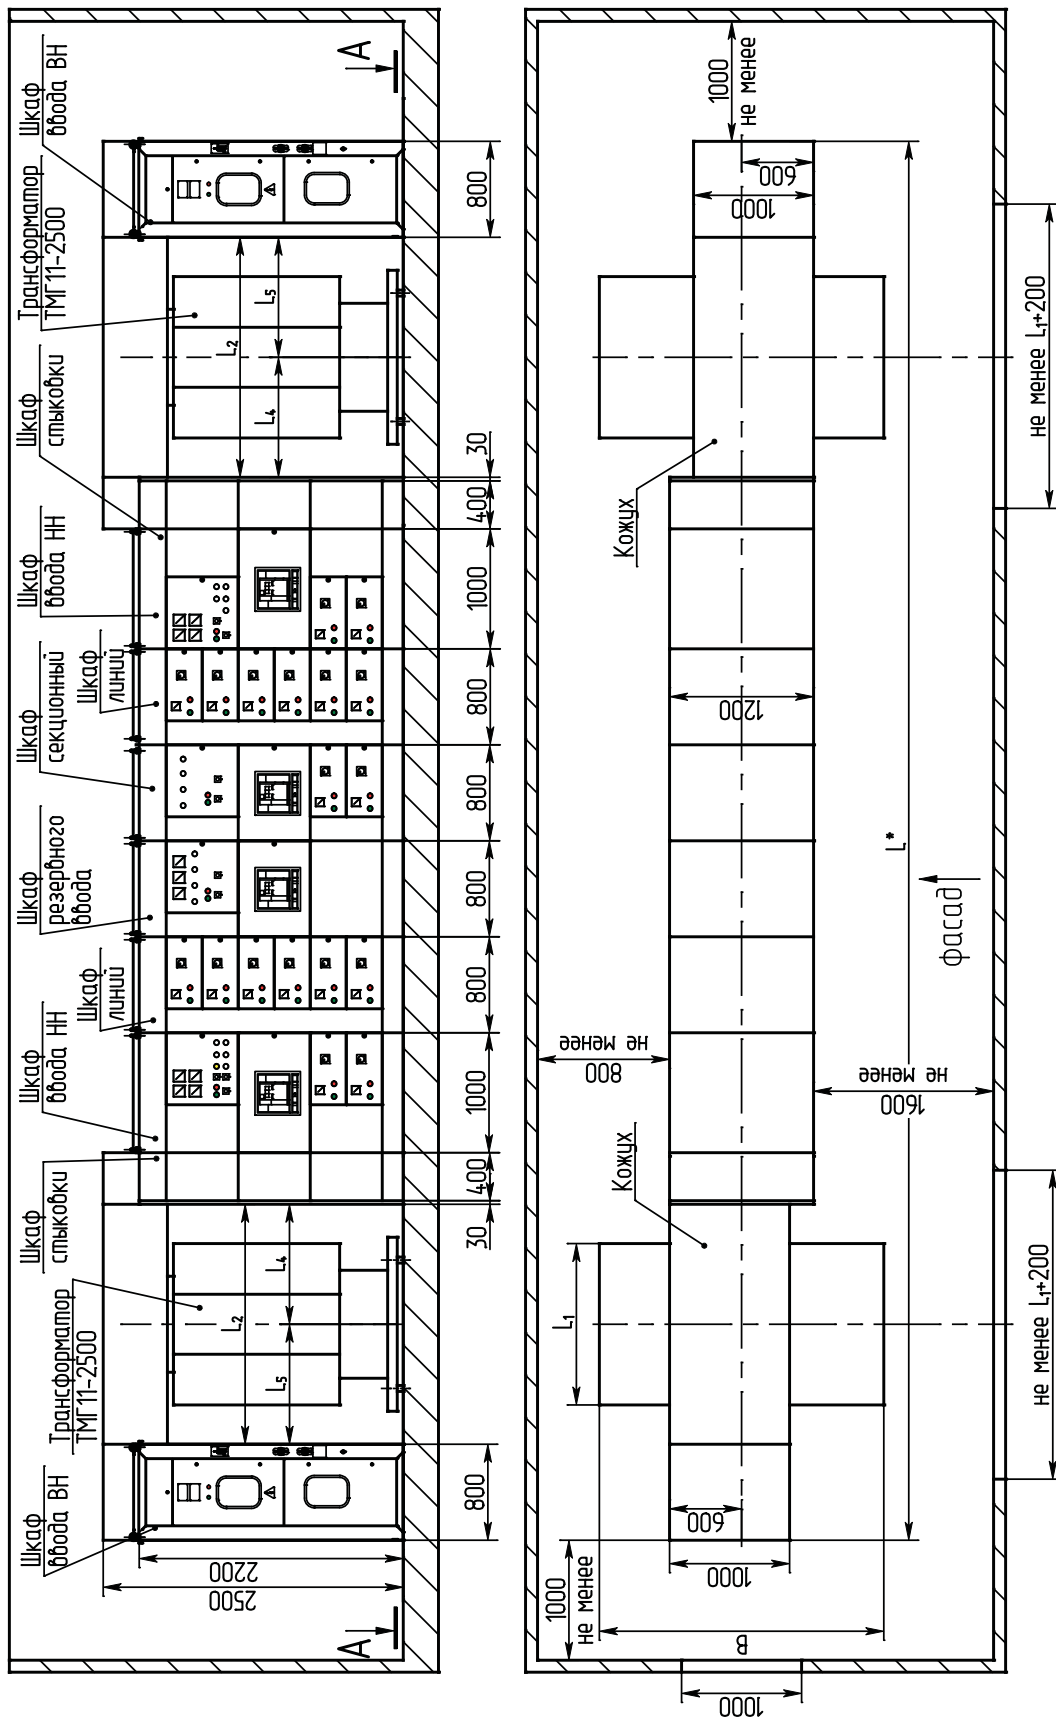 Шкаф
ввода ВН
Трансформатор
ТМГ11-2500
Шкаф
стыковки
Шкаф
ввода НН
Шкаф
линий
Шкаф
резервного
ввода
Шкаф
секционный
Шкаф
линий
Шкаф
ввода НН
Шкаф
стыковки
Трансформатор
ТМГ11-2500
Шкаф
ввода ВН
А
А
2500
2200
L2
L5
L4
L2
L4
L5
800
30
400
1000
800
800
800
800
1000
400
30
800
1000
не менее
B
1000
1000
600
L1
Кожух
800
не менее
1600
не менее
L*
фасад
1200
Кожух
1000
600
1000
не менее
не менее L1+200
не менее L1+200